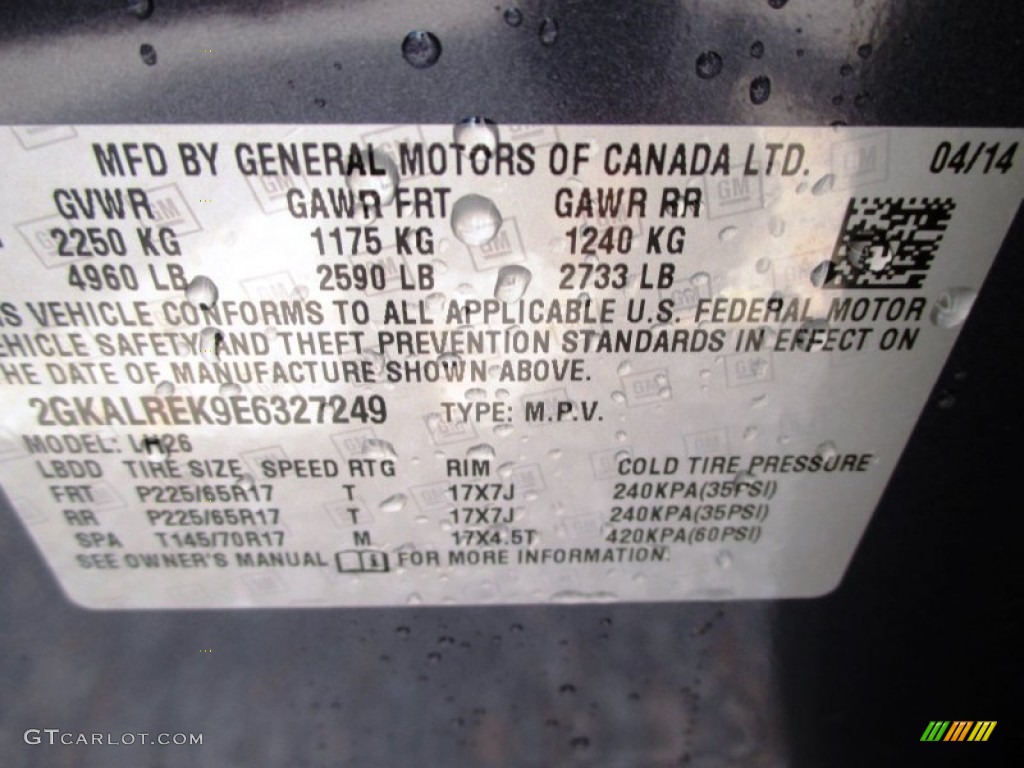 MFD BY GENERAL MOTORS OF CANADA LTD. 04/14
GVWR GAWR FRT GAWR RR
2250 KG 1175 KG 1240 KG
4960 LB 2590 LB 2733 LB
S VEHICLE CONFORMS TO ALL APPLICABLE U.S. FEDERAL MOTOR
EHICLE SAFETY AND THEFT PREVENTION STANDARDS IN EFFECT ON
HE DATE OF MANUFACTURE SHOWN ABOVE.
2GKALREK9E6327249 TYPE: M.P.V.
MODEL: LH26
LBDD TIRE SIZE SPEED RTG RIM COLD TIRE PRESSURE
FRT P225/65R17 T 17X7J 240KPA(35PSI)
RR P225/65R17 T 17X7J 240KPA(35PSI)
SPA T145/70R17 M 17X4.5T 420KPA(60PSI)
SEE OWNER'S MANUAL FOR MORE INFORMATION.
GTCARLOT.COM